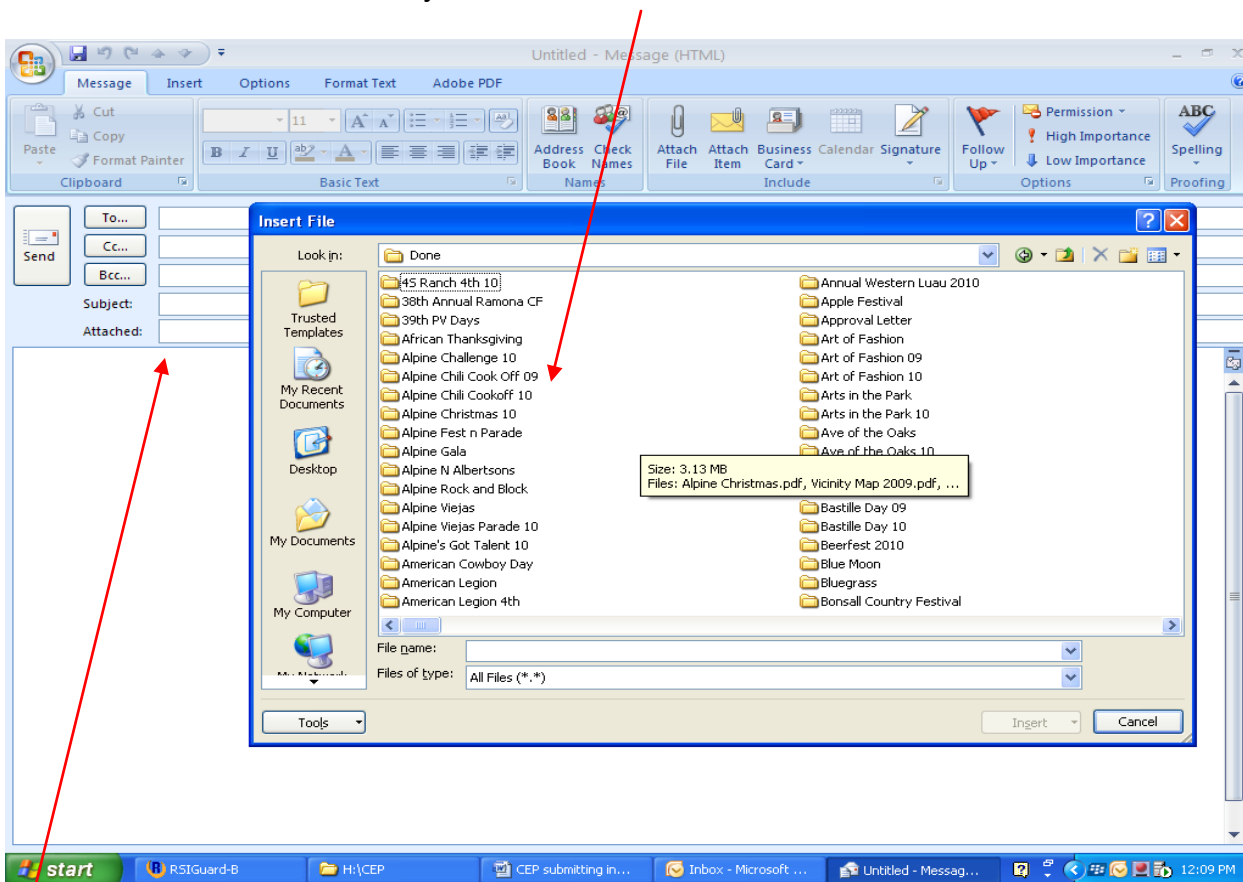 y
Untitled - Message (HTML)
Message Insert Options Format Text Adobe PDF
Paste
Cut
Copy
Format Painter
Clipboard
11
B I U
Basic Text
Address Book
Check Names
Names
Attach File
Attach Item
Business Card
Calendar
Signature
Include
Follow Up
Permission
High Importance
Low Importance
Options
ABC
Spelling
Proofing
Send
To...
Cc...
Bcc...
Subject:
Attached:
Insert File
Look in:
Done
Trusted Templates
My Recent Documents
Desktop
My Documents
My Computer
4S Ranch 4th 10
38th Annual Ramona CF
39th PV Days
African Thanksgiving
Alpine Challenge 10
Alpine Chili Cook Off 09
Alpine Chili Cookoff 10
Alpine Christmas 10
Alpine Fest n Parade
Alpine Gala
Alpine N Albertsons
Alpine Rock and Block
Alpine Viejas
Alpine Viejas Parade 10
Alpine's Got Talent 10
American Cowboy Day
American Legion
American Legion 4th
Annual Western Luau 2010
Apple Festival
Approval Letter
Art of Fashion
Art of Fashion 09
Art of Fashion 10
Arts in the Park
Arts in the Park 10
Ave of the Oaks
Ave of the Oaks 10
Size: 3.13 MB
Files: Alpine Christmas.pdf, Vicinity Map 2009.pdf, ...
Bastille Day 09
Bastille Day 10
Beerfest 2010
Blue Moon
Bluegrass
Bonsall Country Festival
File name:
Files of type: All Files (*.*)
Tools
Insert
Cancel
start
RSIGuard-B
H:\CEP
CEP submitting in...
Inbox - Microsoft ...
Untitled - Messag...
12:09 PM